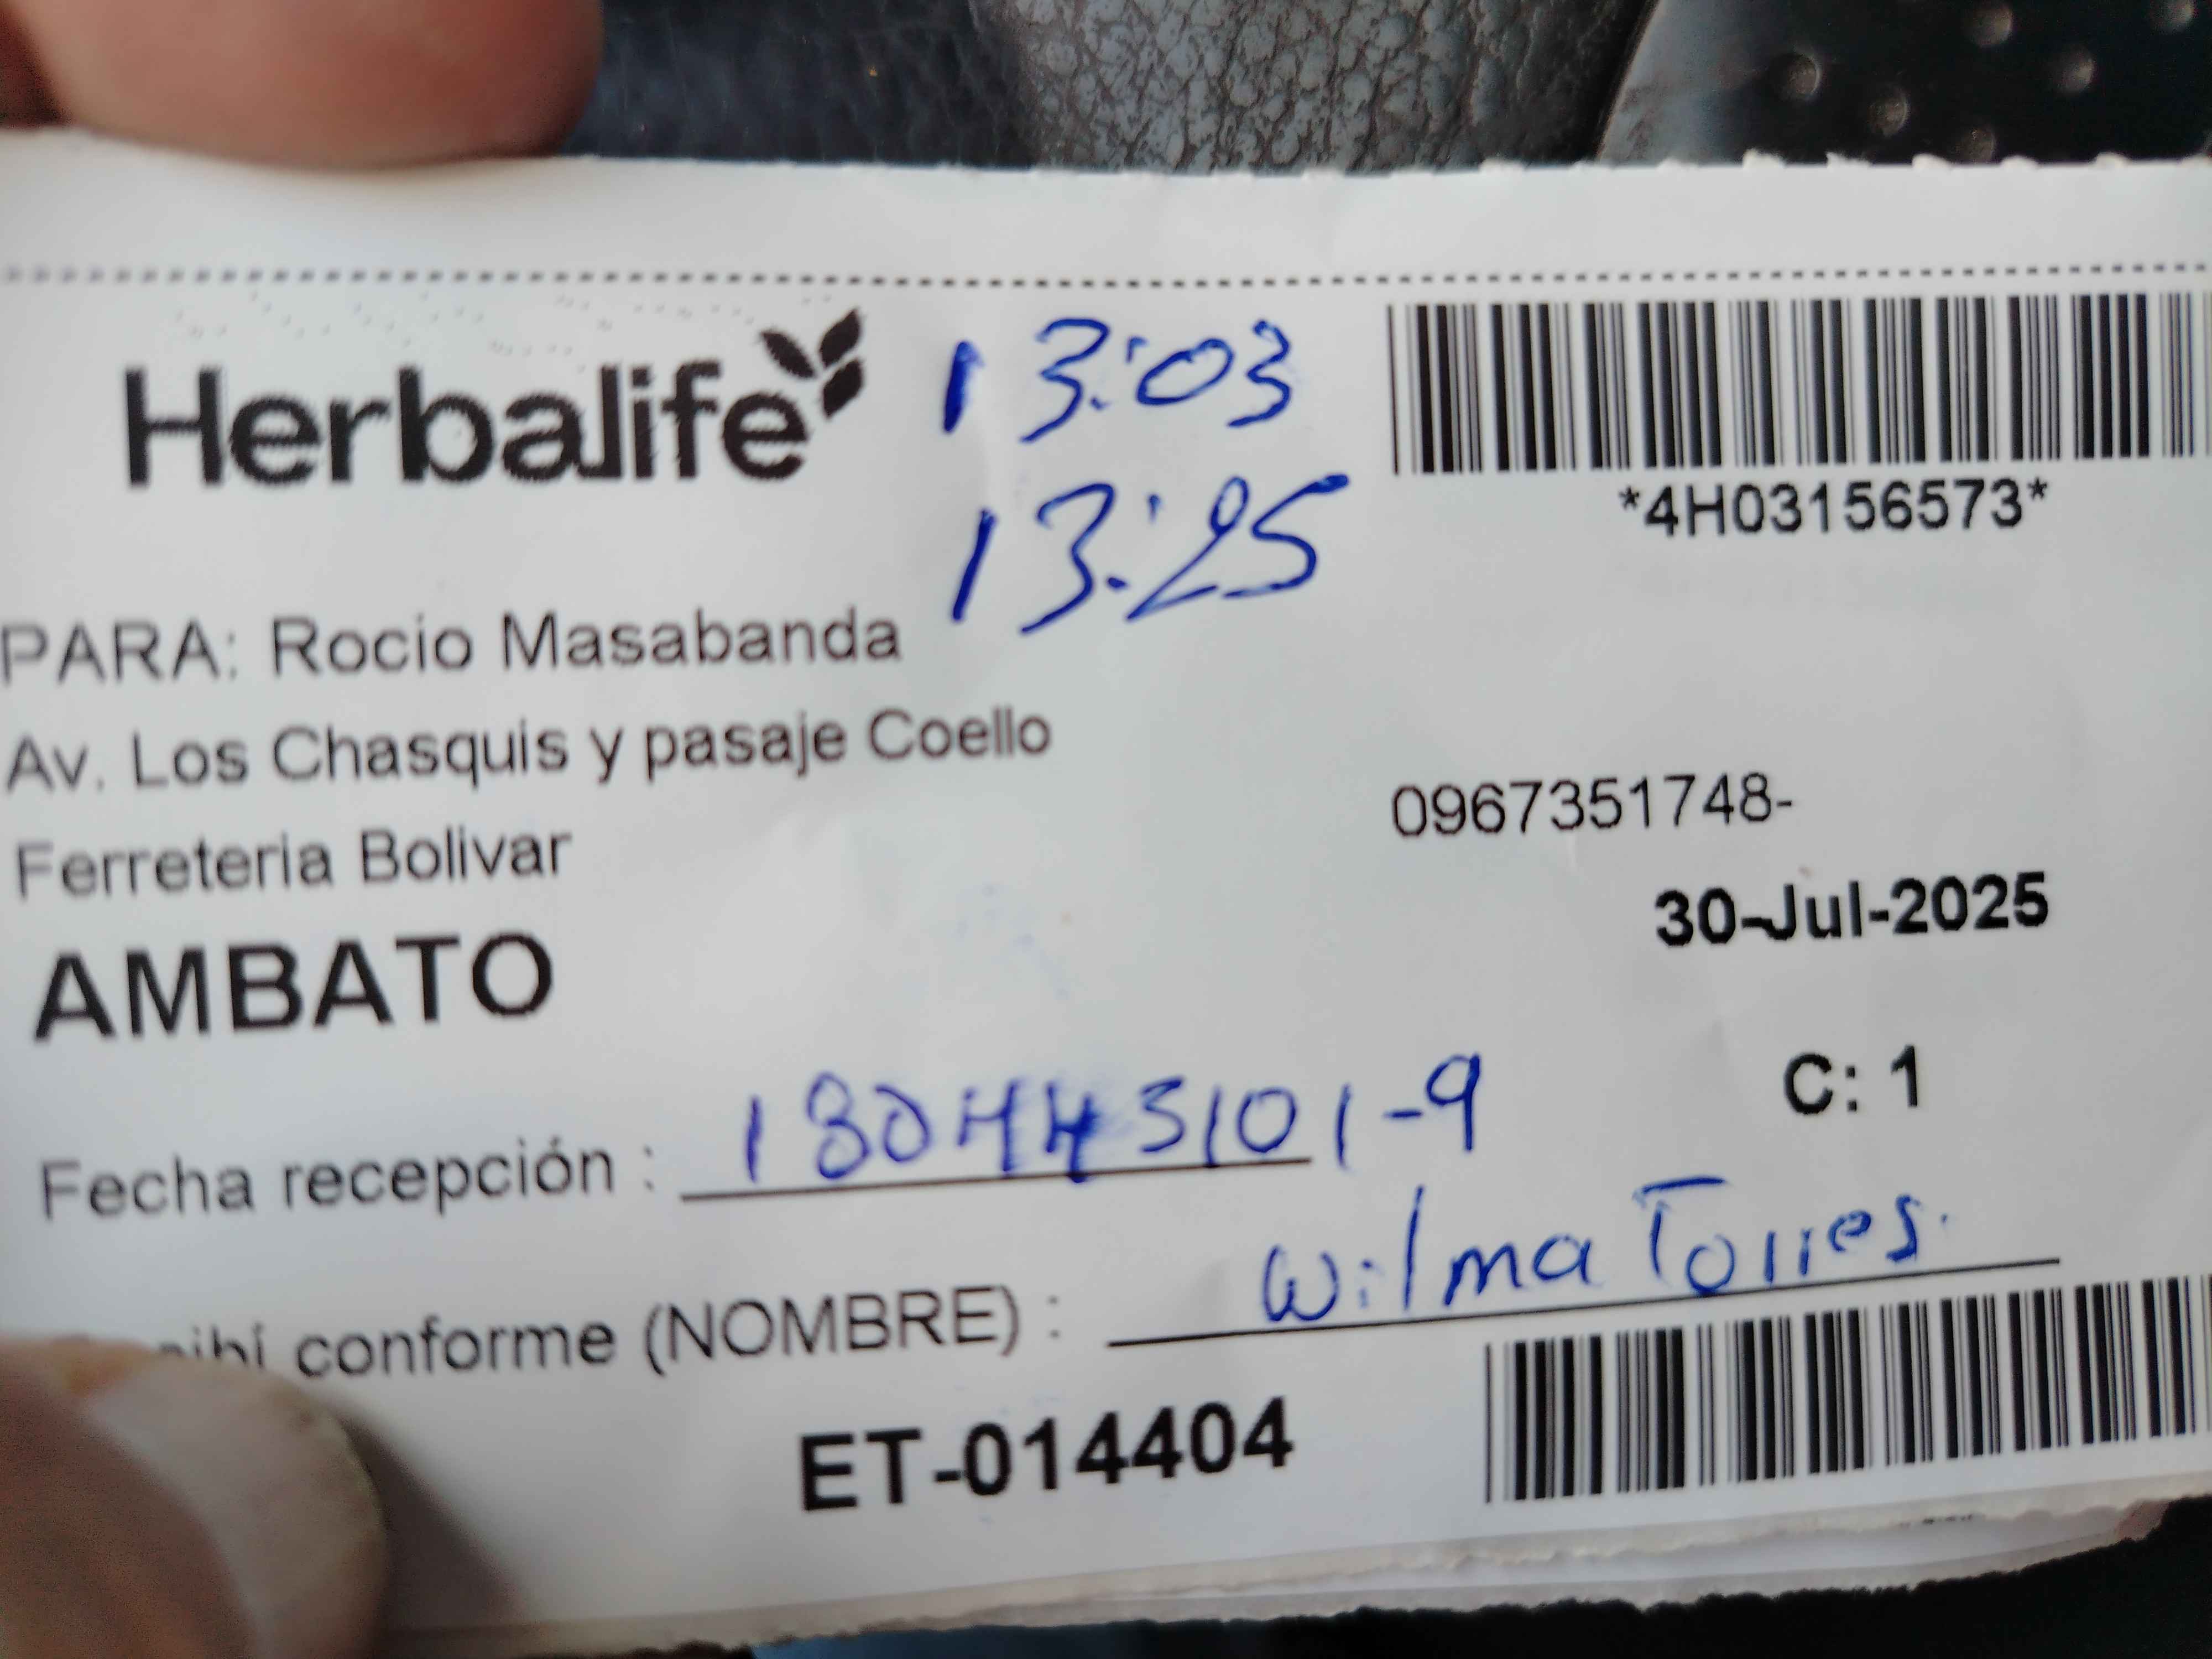 Herbalife 13:03
13:25
*4H03156573*
PARA: Rocio Masabanda
Av. Los Chasquis y pasaje Coello
Ferreteria Bolivar
0967351748-
30-Jul-2025
AMBATO
C: 1
Fecha recepción : 180445101-9
conforme (NOMBRE) : Wilma Torres.
ET-014404